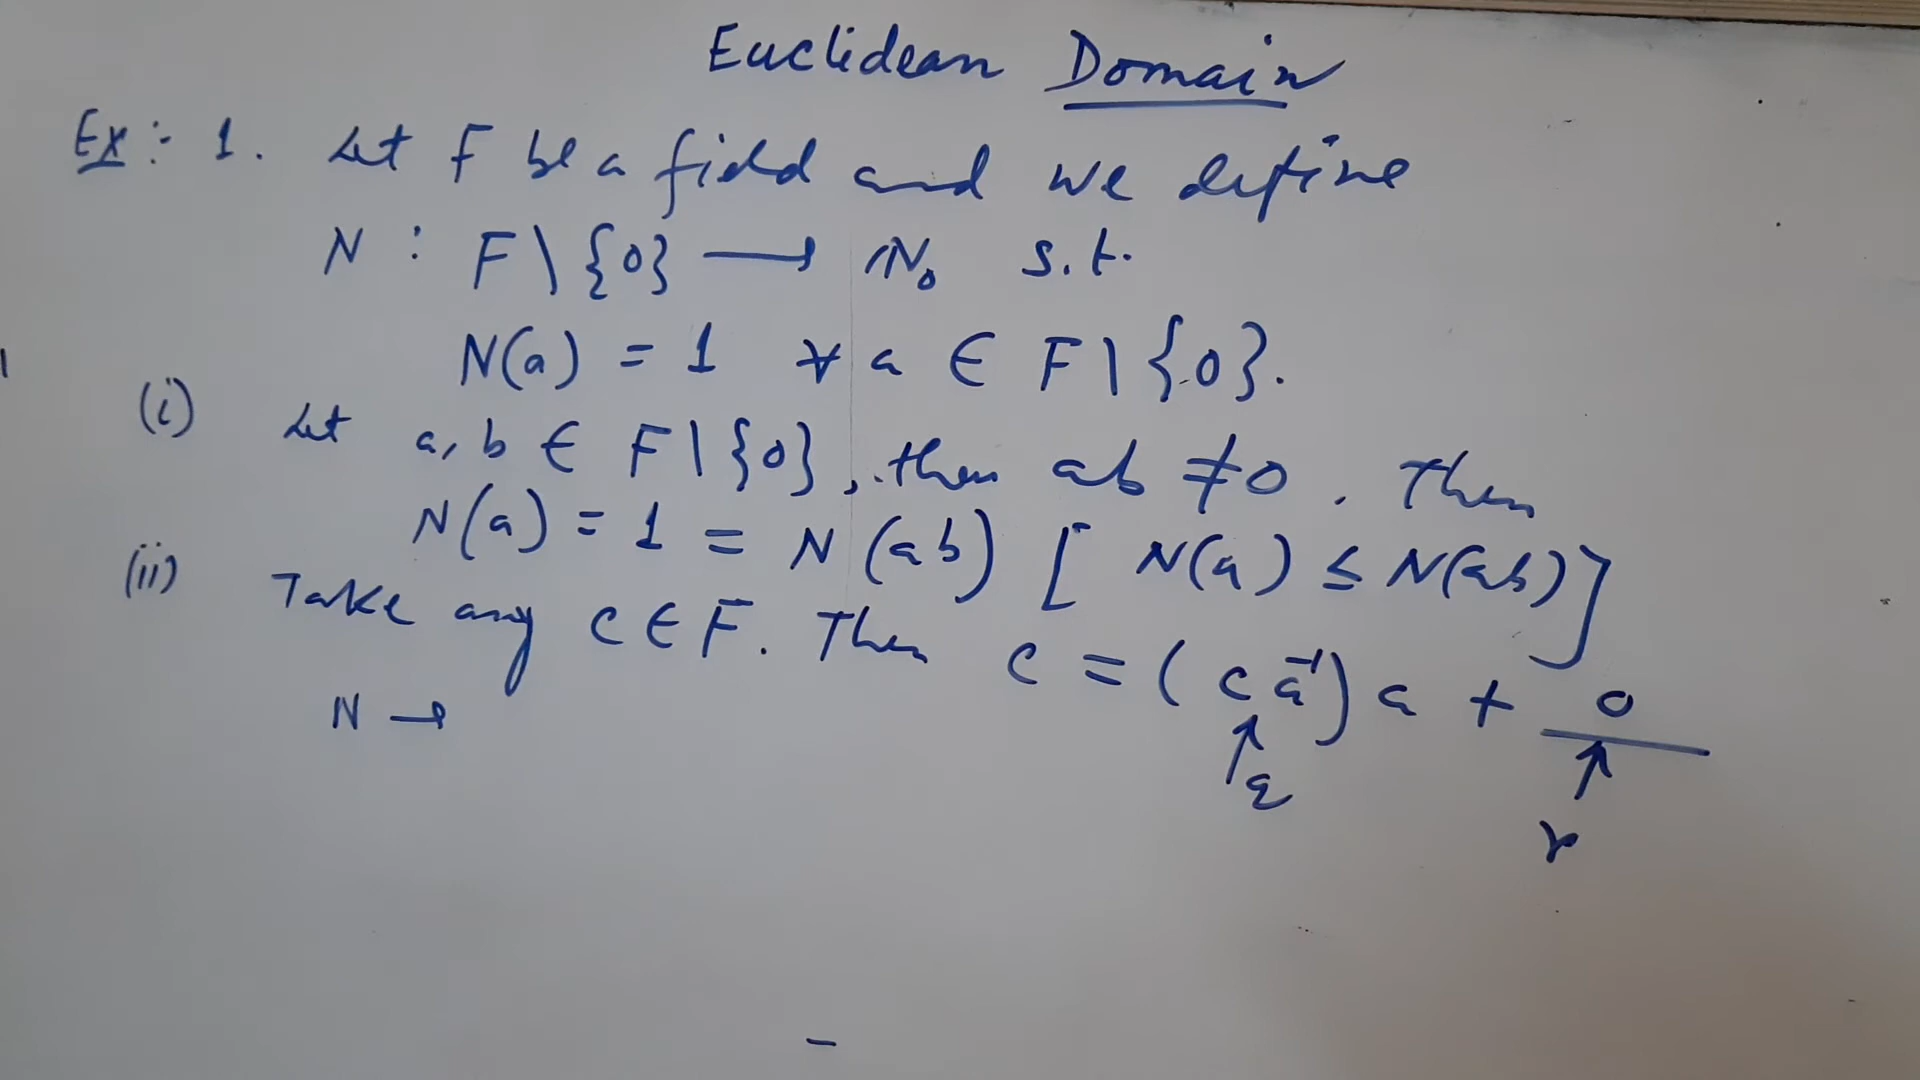 Euclidean Domain
Ex:- 1. Let F be a field and we define
N : F \ {0} → ℕ₀ s.t.
N(a) = 1 ∀ a ∈ F \ {0}.
(i) Let a, b ∈ F \ {0}, then ab ≠ 0. Then
N(a) = 1 = N(ab) [N(a) ≤ N(ab)]
(ii) Take any c ∈ F. Then c = (c a⁻¹) a + 0
N →
↑ ↑
q r